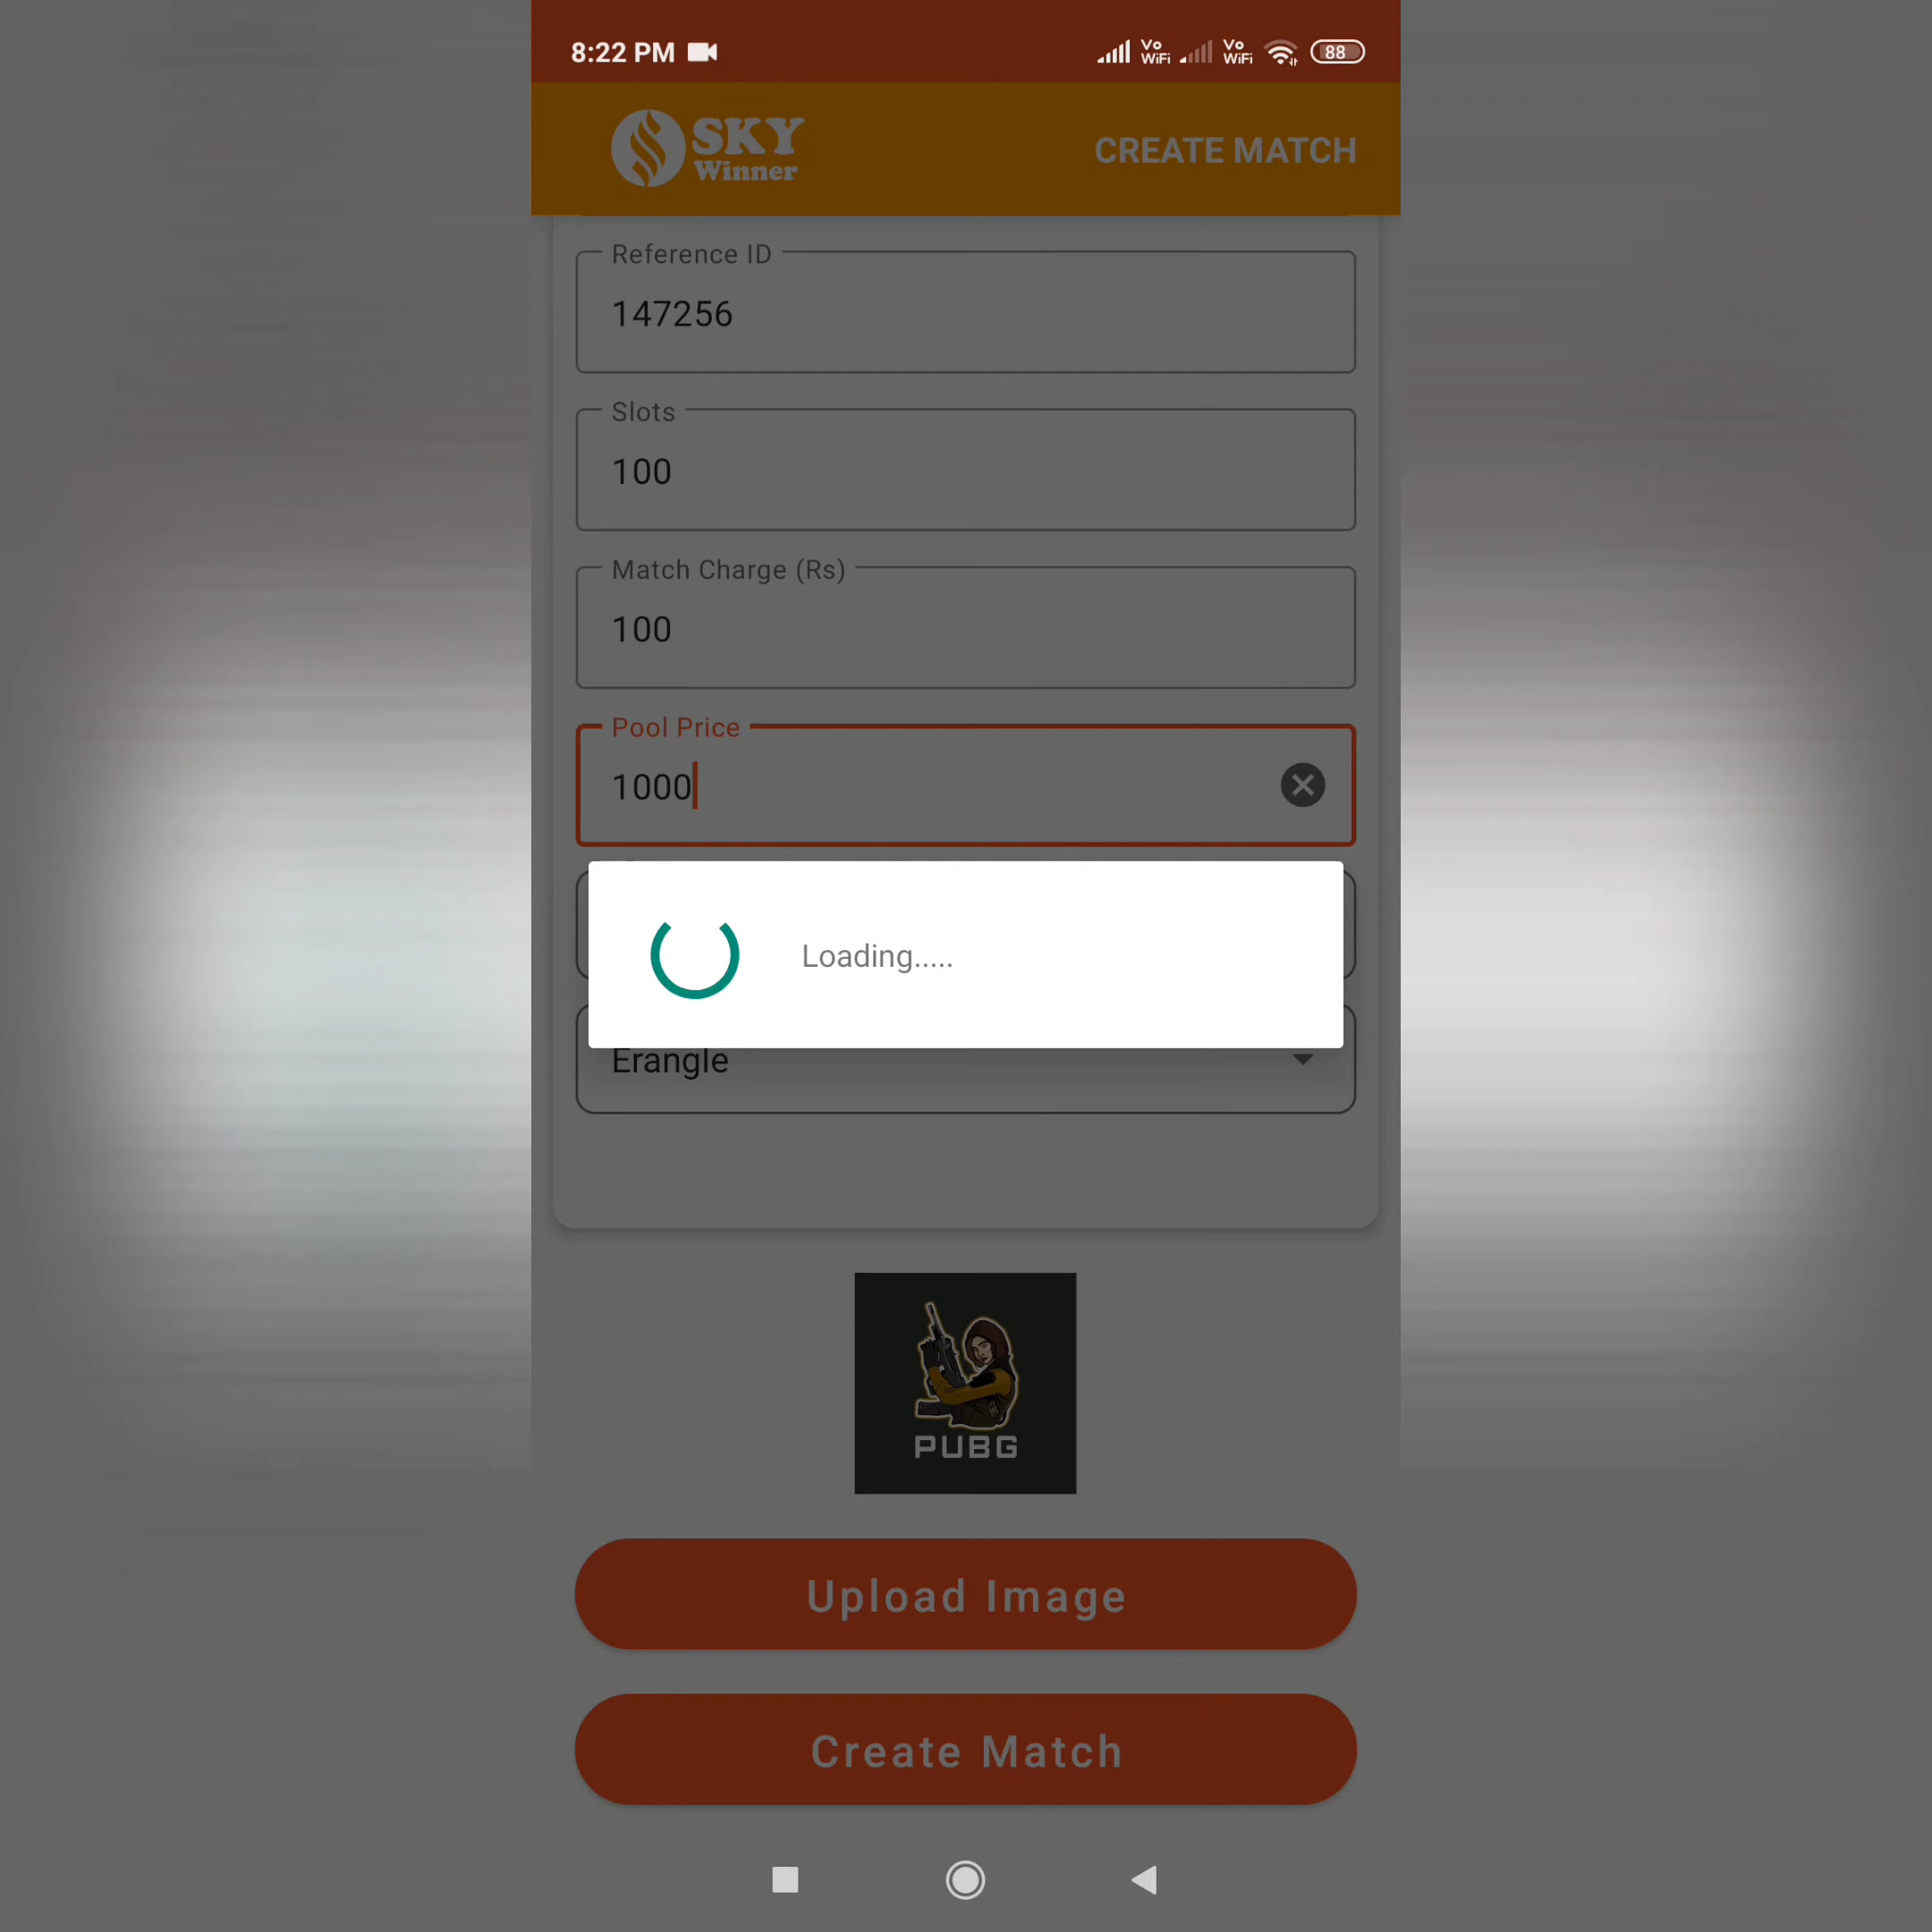 8:22 PM
Vo WiFi
Vo WiFi
88
SKY
Winner
CREATE MATCH
Reference ID
147256
Slots
100
Match Charge (Rs)
100
Pool Price
1000
Loading.....
Erangle
PUBG
Upload Image
Create Match